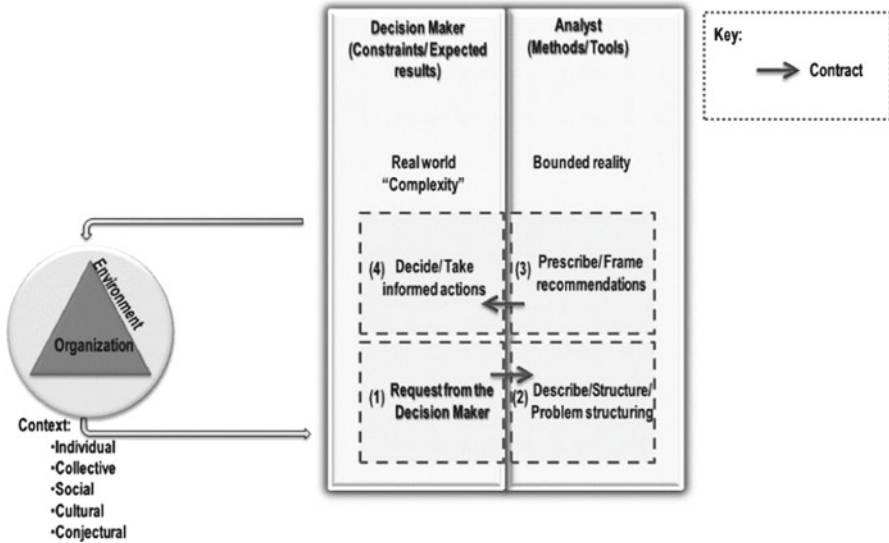 Decision Maker
(Constraints/ Expected
results)
Analyst
(Methods/ Tools)
Key:
Contract
Real world
“Complexity”
Bounded reality
(4) Decide/ Take
informed actions
(3) Prescribe/ Frame
recommendations
Environment
Organization
(1) Request from the
Decision Maker
(2) Describe/Structure/
Problem structuring
Context:
•Individual
•Collective
•Social
•Cultural
•Conjectural